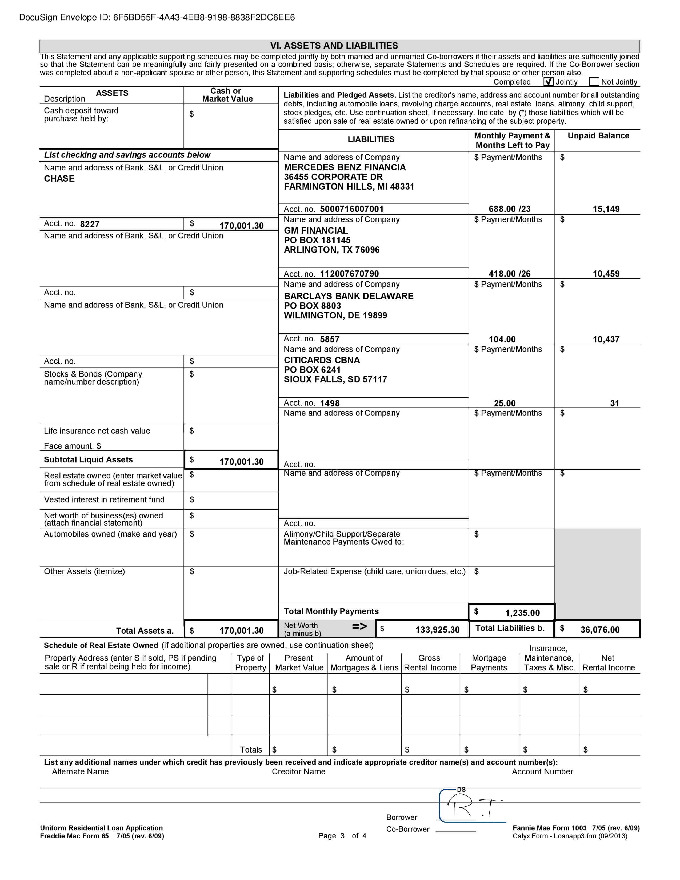 DocuSign Envelope ID: 6F5BD55F-4A43-4EB8-9198-8838F2DC6EE6
VI. ASSETS AND LIABILITIES
This Statement and any applicable supporting schedules may be completed jointly by both married and unmarried Co-borrowers if their assets and liabilities are sufficiently joined
so that the Statement can be meaningfully and fairly presented on a combined basis; otherwise, separate Statements and Schedules are required. If the Co-Borrower section
was completed about a non-applicant spouse or other person, this Statement and supporting schedules must be completed by that spouse or other person also.
Completed Jointly Not Jointly
ASSETS
Description
Cash or
Market Value
Cash deposit toward
purchase held by:
$
List checking and savings accounts below
Name and address of Bank, S&L, or Credit Union
CHASE
Acct. no. 8227 $ 170,001.30
Name and address of Bank, S&L, or Credit Union
Acct. no. $
Name and address of Bank, S&L, or Credit Union
Acct. no. $
Stocks & Bonds (Company
name/number description)
$
Life insurance net cash value $
Face amount: $
Subtotal Liquid Assets $ 170,001.30
Real estate owned (enter market value
from schedule of real estate owned)
$
Vested interest in retirement fund $
Net worth of business(es) owned
(attach financial statement)
$
Automobiles owned (make and year) $
Other Assets (itemize) $
Total Assets a. $ 170,001.30
Liabilities and Pledged Assets. List the creditor's name, address and account number for all outstanding
debts, including automobile loans, revolving charge accounts, real estate loans, alimony, child support,
stock pledges, etc. Use continuation sheet, if necessary. Indicate by (*) those liabilities which will be
satisfied upon sale of real estate owned or upon refinancing of the subject property.
LIABILITIES
Monthly Payment &
Months Left to Pay
Unpaid Balance
Name and address of Company $ Payment/Months $
MERCEDES BENZ FINANCIA
36455 CORPORATE DR
FARMINGTON HILLS, MI 48331
Acct. no. 5000716007001 688.00 /23 15,149
Name and address of Company $ Payment/Months $
GM FINANCIAL
PO BOX 181145
ARLINGTON, TX 76096
Acct. no. 112007670790 418.00 /26 10,459
Name and address of Company $ Payment/Months $
BARCLAYS BANK DELAWARE
PO BOX 8803
WILMINGTON, DE 19899
Acct. no. 5857 104.00 10,437
Name and address of Company $ Payment/Months $
CITICARDS CBNA
PO BOX 6241
SIOUX FALLS, SD 57117
Acct. no. 1498 25.00 31
Name and address of Company $ Payment/Months $
Acct. no.
Name and address of Company $ Payment/Months $
Acct. no.
Alimony/Child Support/Separate
Maintenance Payments Owed to:
$
Job-Related Expense (child care, union dues, etc.) $
Total Monthly Payments $ 1,235.00
Net Worth
(a minus b)
=> $ 133,925.30 Total Liabilities b. $ 36,076.00
Schedule of Real Estate Owned (If additional properties are owned, use continuation sheet)
Property Address (enter S if sold, PS if pending
sale or R if rental being held for income)
Type of
Property
Present
Market Value
Amount of
Mortgages & Liens
Gross
Rental Income
Mortgage
Payments
Insurance,
Maintenance,
Taxes & Misc.
Net
Rental Income
$ $ $ $ $ $
Totals $ $ $ $ $ $
List any additional names under which credit has previously been received and indicate appropriate creditor name(s) and account number(s):
Alternate Name Creditor Name Account Number
DS
Borrower
Co-Borrower
Uniform Residential Loan Application
Freddie Mac Form 65 7/05 (rev. 6/09)
Page 3 of 4
Fannie Mae Form 1003 7/05 (rev. 6/09)
Calyx Form - Loanapp3.frm (09/2013)